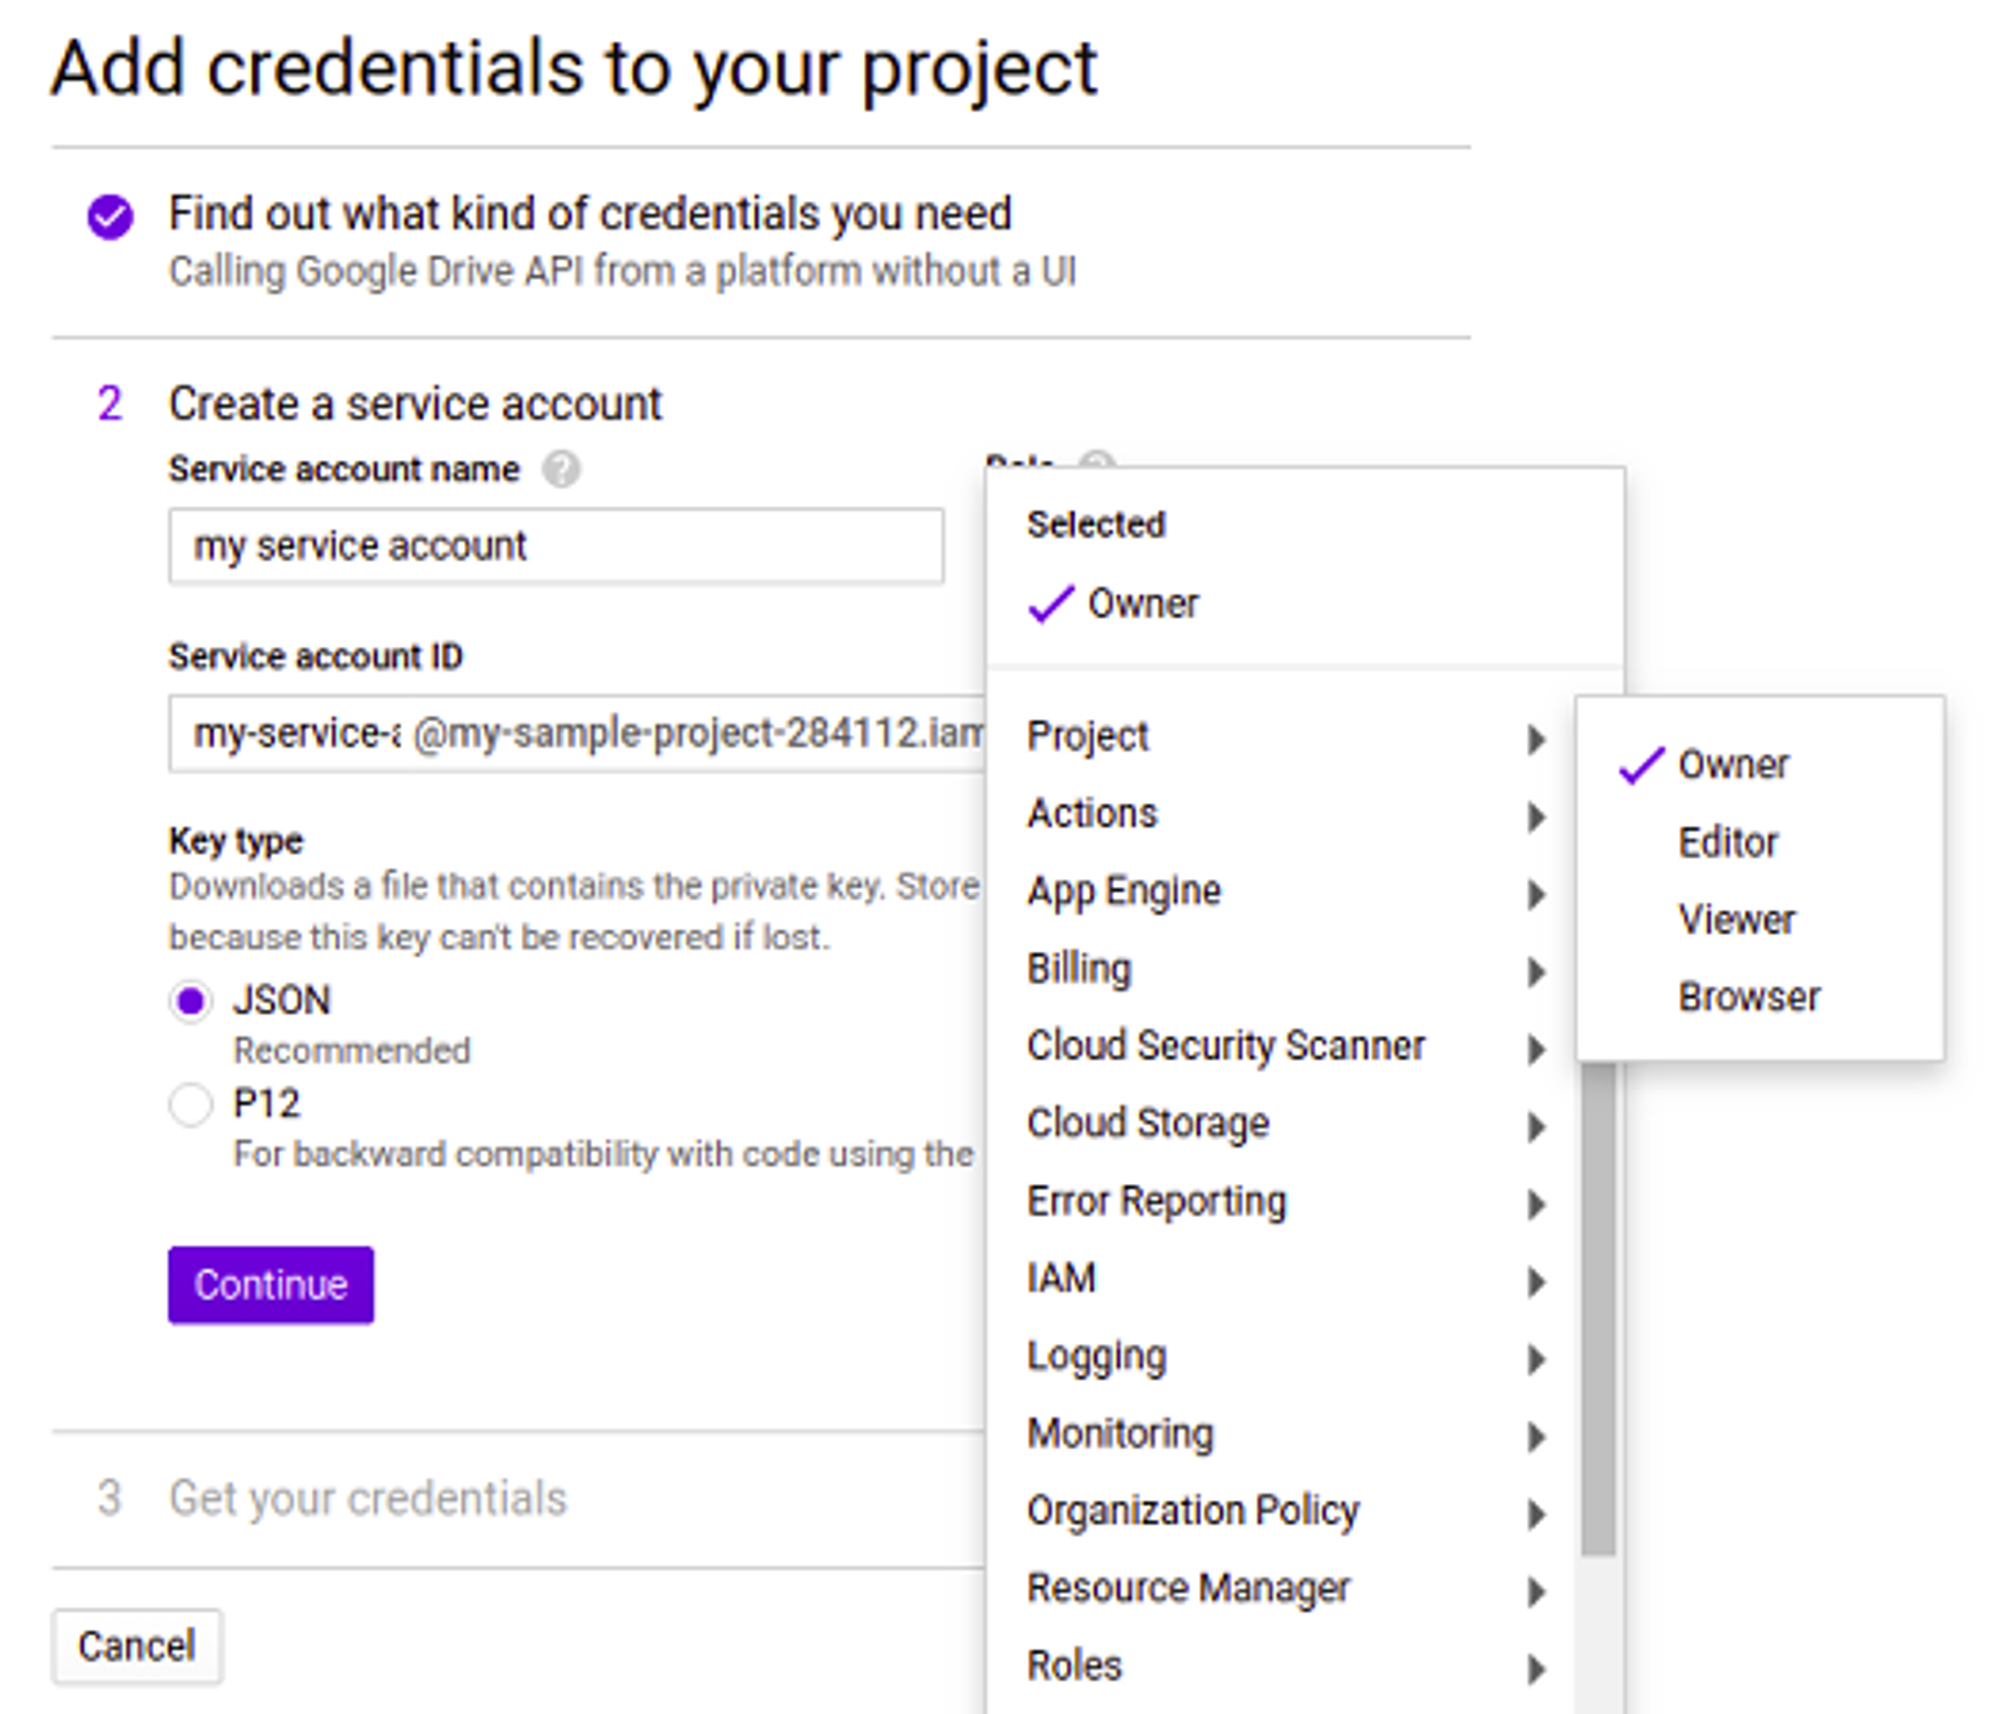 Add credentials to your project
Find out what kind of credentials you need
Calling Google Drive API from a platform without a UI
2 Create a service account
Service account name ?
my service account
Service account ID
my-service-a @my-sample-project-284112.iam
Key type
Downloads a file that contains the private key. Store
because this key can't be recovered if lost.
JSON
Recommended
P12
For backward compatibility with code using the
Continue
3 Get your credentials
Cancel
Role ?
Selected
Owner
Project
Actions
App Engine
Billing
Cloud Security Scanner
Cloud Storage
Error Reporting
IAM
Logging
Monitoring
Organization Policy
Resource Manager
Roles
Owner
Editor
Viewer
Browser